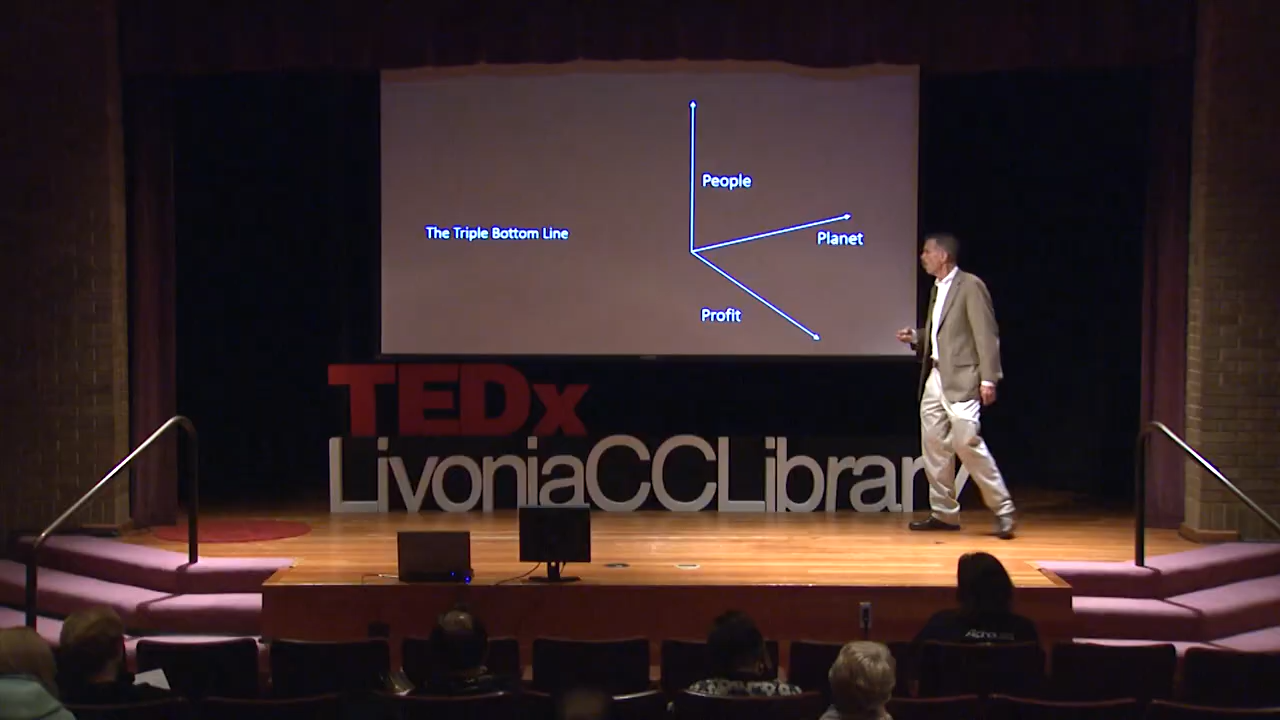 People
The Triple Bottom Line
Planet
Profit
TEDx
LivoniaCCLibrary